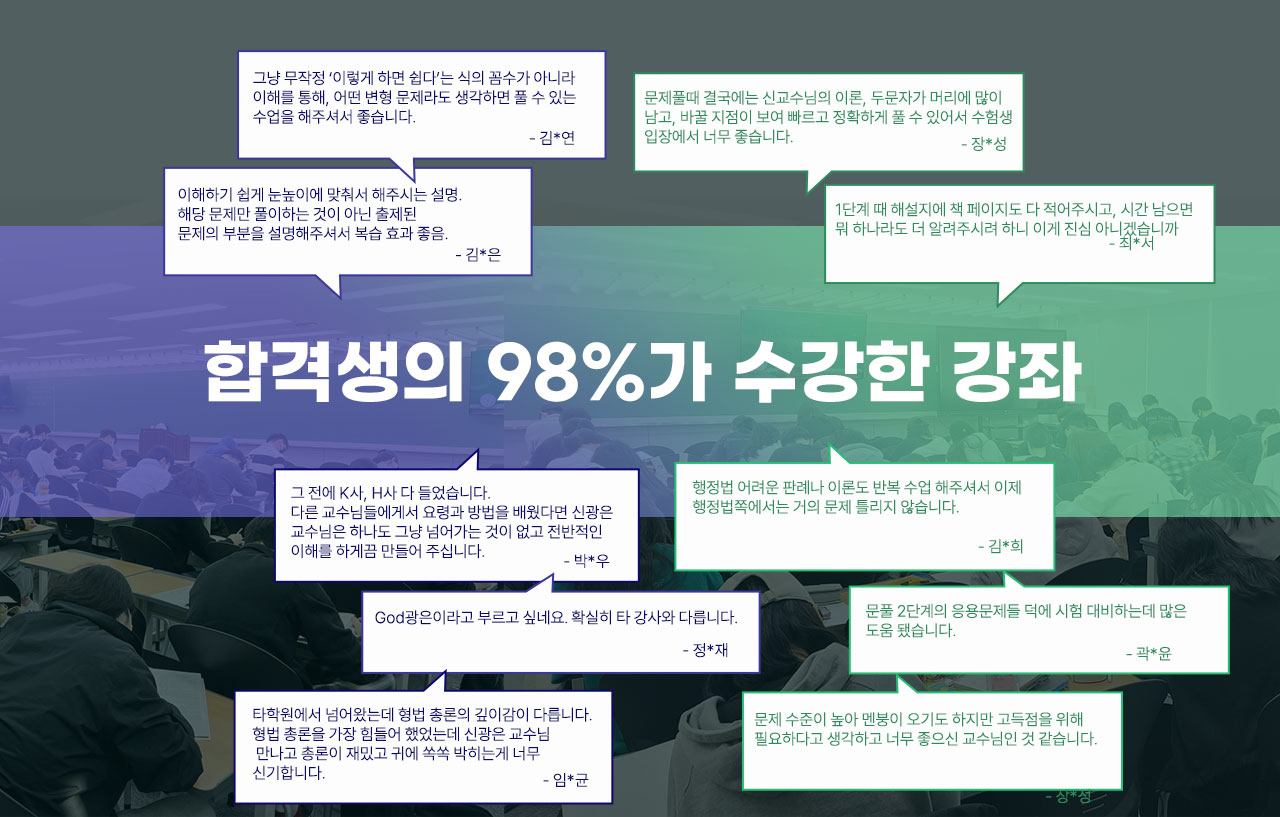 그냥 무작정 ‘이렇게 하면 쉽다’는 식의 꼼수가 아니라
이해를 통해, 어떤 변형 문제라도 생각하면 풀 수 있는
수업을 해주셔서 좋습니다.
- 김*연
문제풀때 결국에는 신교수님의 이론, 두문자가 머리에 많이
남고, 바꿀 지점이 보여 빠르고 정확하게 풀 수 있어서 수험생
입장에서 너무 좋습니다.
- 장*성
이해하기 쉽게 눈높이에 맞춰서 해주시는 설명.
해당 문제만 풀이하는 것이 아닌 출제된
문제의 부분을 설명해주셔서 복습 효과 좋음.
- 김*은
1단계 때 해설지에 책 페이지도 다 적어주시고, 시간 남으면
뭐 하나라도 더 알려주시려 하니 이게 진심 아니겠습니까
- 최*서
합격생의 98%가 수강한 강좌
그 전에 K사, H사 다 들었습니다.
다른 교수님들에게서 요령과 방법을 배웠다면 신광은
교수님은 하나도 그냥 넘어가는 것이 없고 전반적인
이해를 하게끔 만들어 주십니다.
- 박*우
행정법 어려운 판례나 이론도 반복 수업 해주셔서 이제
행정법쪽에서는 거의 문제 틀리지 않습니다.
- 김*희
God광은이라고 부르고 싶네요. 확실히 타 강사와 다릅니다.
- 정*재
문풀 2단계의 응용문제들 덕에 시험 대비하는데 많은
도움 됐습니다.
- 곽*윤
타학원에서 넘어왔는데 형법 총론의 깊이감이 다릅니다.
형법 총론을 가장 힘들어 했었는데 신광은 교수님
만나고 총론이 재밌고 귀에 쏙쏙 박히는게 너무
신기합니다.
- 임*균
문제 수준이 높아 멘붕이 오기도 하지만 고득점을 위해
필요하다고 생각하고 너무 좋으신 교수님인 것 같습니다.
- 장*성